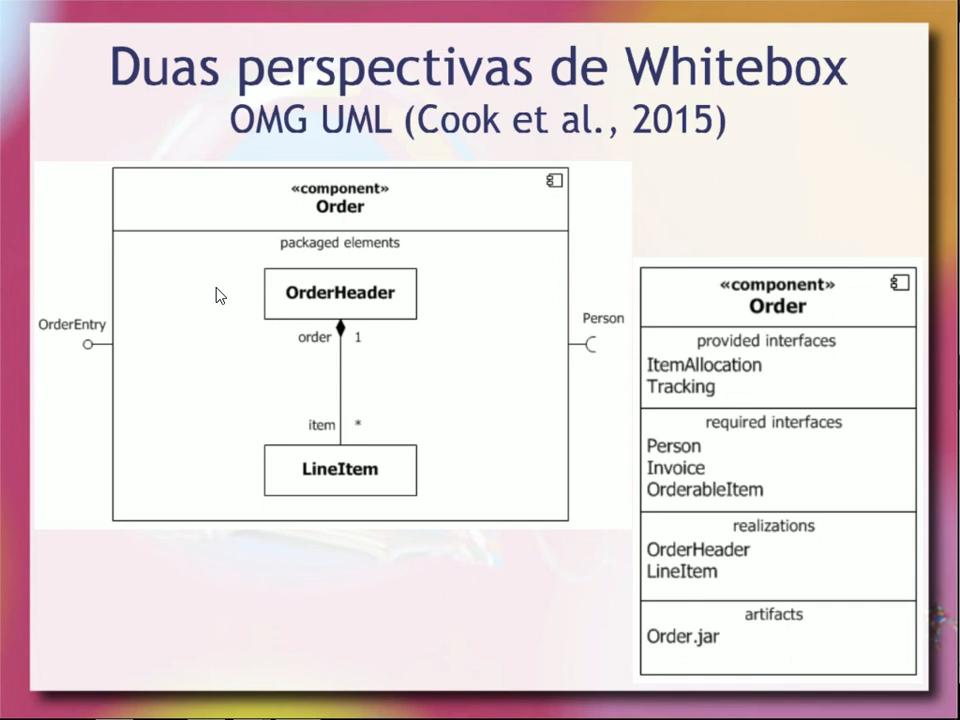 Duas perspectivas de Whitebox
OMG UML (Cook et al., 2015)
«component»
Order
packaged elements
OrderHeader
order 1
OrderEntry
Person
item *
LineItem
«component»
Order
provided interfaces
ItemAllocation
Tracking
required interfaces
Person
Invoice
OrderableItem
realizations
OrderHeader
LineItem
artifacts
Order.jar